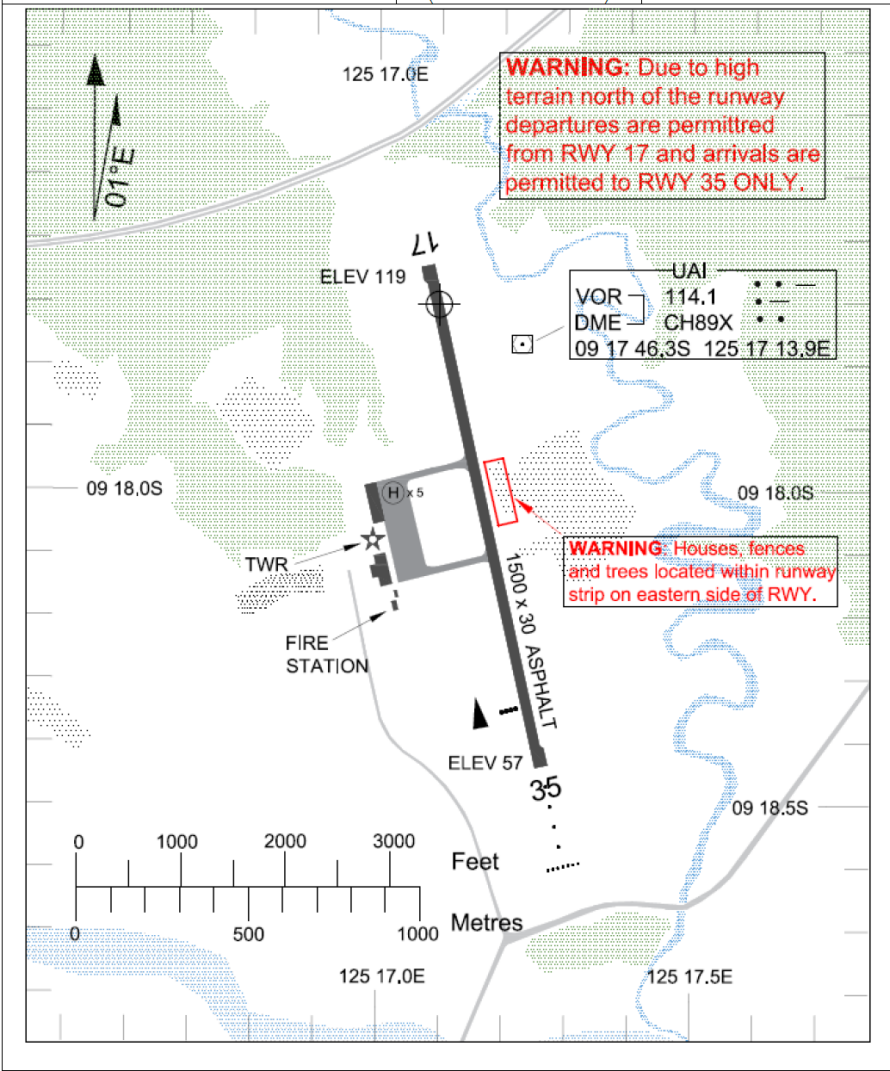 125 17.0E
WARNING: Due to high
terrain north of the runway
departures are permittred
from RWY 17 and arrivals are
permitted to RWY 35 ONLY.
01°E
17
ELEV 119
UAI
VOR 114.1
DME CH89X
09 17 46.3S 125 17 13.9E
09 18.0S
H x 5
09 18.0S
TWR
WARNING: Houses, fences
and trees located within runway
strip on eastern side of RWY.
1500 x 30 ASPHALT
FIRE
STATION
ELEV 57
35
09 18.5S
0 1000 2000 3000
Feet
Metres
0 500 1000
125 17.0E
125 17.5E